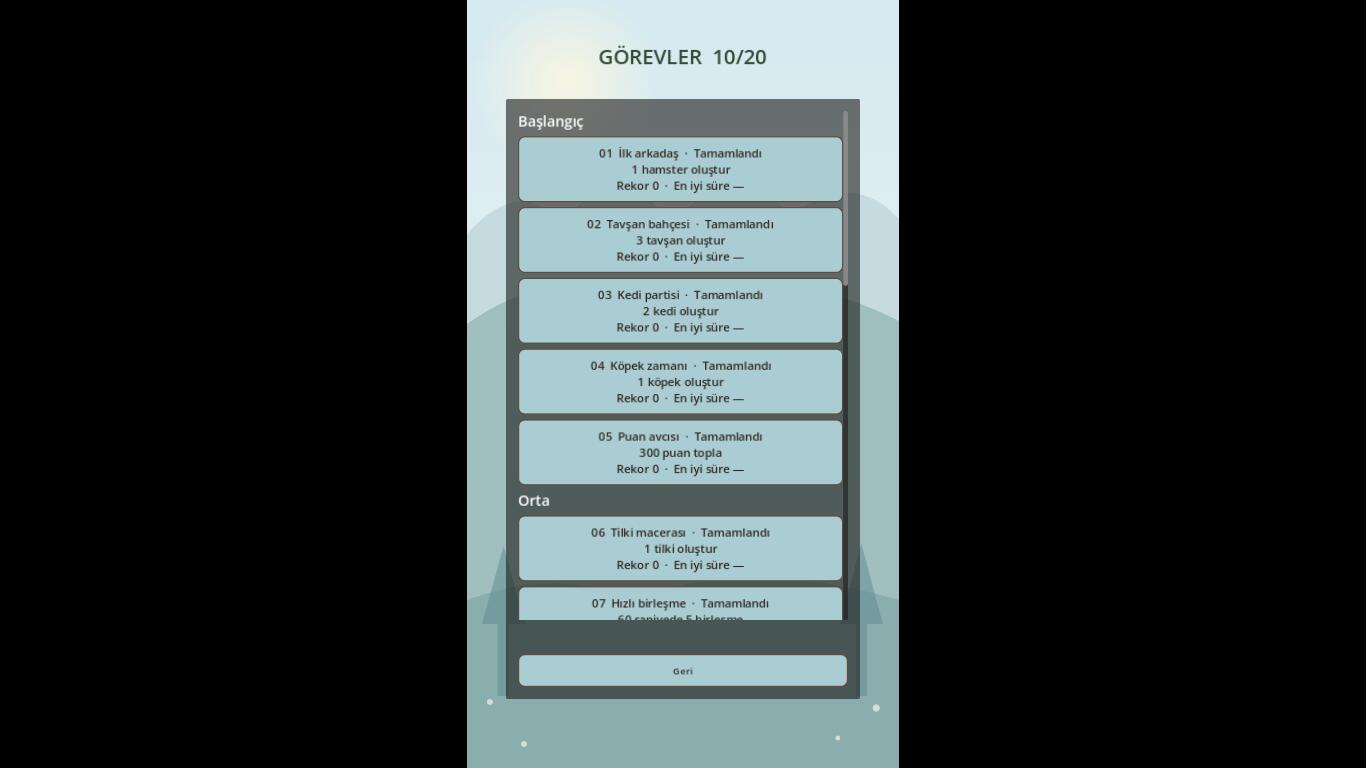 GÖREVLER 10/20
Başlangıç
01 İlk arkadaş · Tamamlandı
1 hamster oluştur
Rekor 0 · En iyi süre —
02 Tavşan bahçesi · Tamamlandı
3 tavşan oluştur
Rekor 0 · En iyi süre —
03 Kedi partisi · Tamamlandı
2 kedi oluştur
Rekor 0 · En iyi süre —
04 Köpek zamanı · Tamamlandı
1 köpek oluştur
Rekor 0 · En iyi süre —
05 Puan avcısı · Tamamlandı
300 puan topla
Rekor 0 · En iyi süre —
Orta
06 Tilki macerası · Tamamlandı
1 tilki oluştur
Rekor 0 · En iyi süre —
07 Hızlı birleşme · Tamamlandı
60 saniyede 5 birleşme
Geri